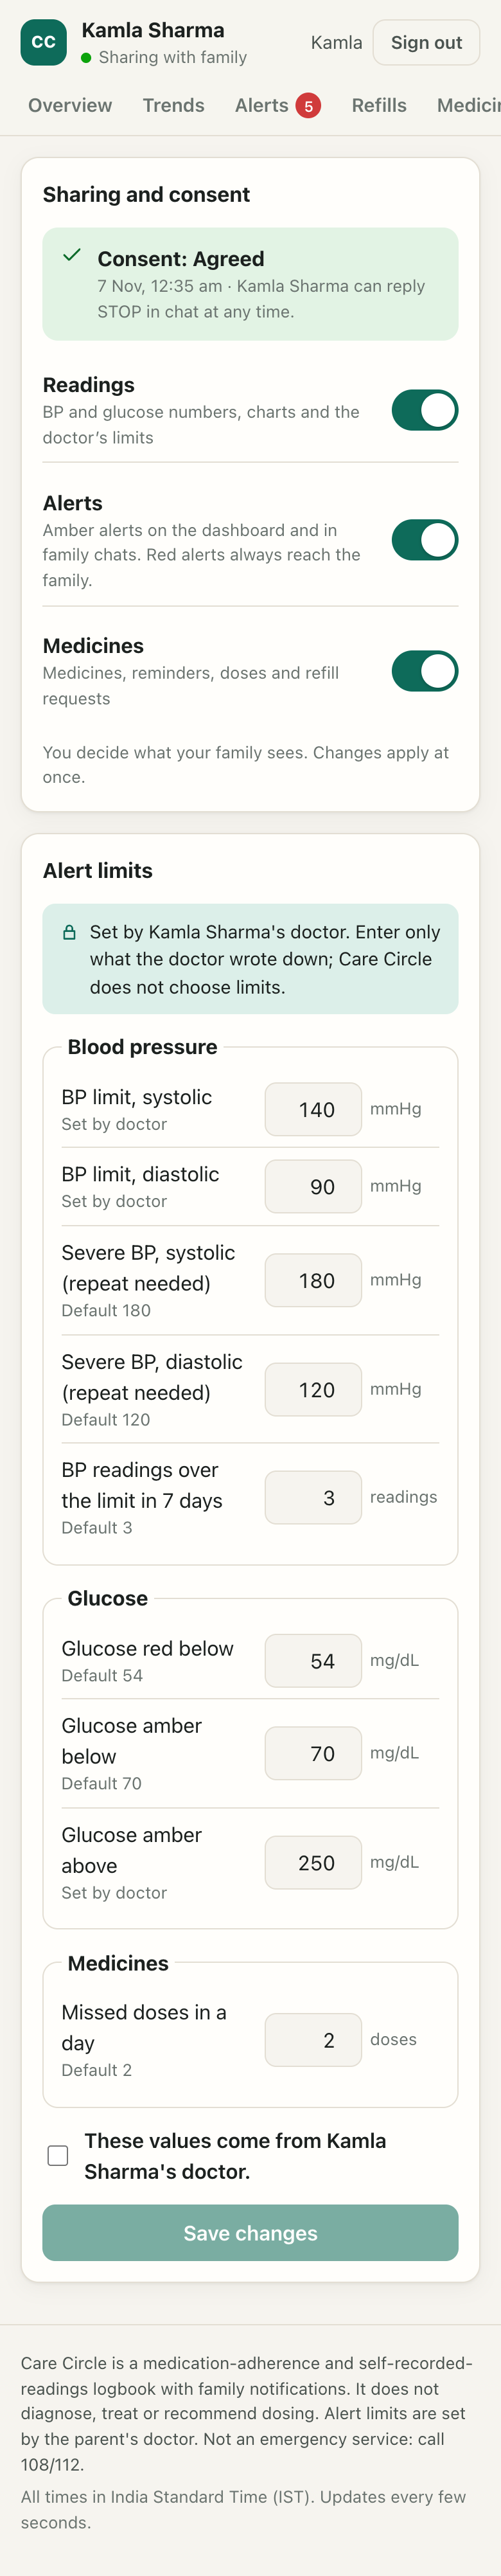 CC
Kamla Sharma
Sharing with family
Kamla
Sign out
Overview
Trends
Alerts 5
Refills
Medicin
Sharing and consent
Consent: Agreed
7 Nov, 12:35 am · Kamla Sharma can reply
STOP in chat at any time.
Readings
BP and glucose numbers, charts and the
doctor’s limits
Alerts
Amber alerts on the dashboard and in
family chats. Red alerts always reach the
family.
Medicines
Medicines, reminders, doses and refill
requests
You decide what your family sees. Changes apply at
once.
Alert limits
Set by Kamla Sharma's doctor. Enter only
what the doctor wrote down; Care Circle
does not choose limits.
Blood pressure
BP limit, systolic
Set by doctor
140 mmHg
BP limit, diastolic
Set by doctor
90 mmHg
Severe BP, systolic
(repeat needed)
Default 180
180 mmHg
Severe BP, diastolic
(repeat needed)
Default 120
120 mmHg
BP readings over
the limit in 7 days
Default 3
3 readings
Glucose
Glucose red below
Default 54
54 mg/dL
Glucose amber
below
Default 70
70 mg/dL
Glucose amber
above
Set by doctor
250 mg/dL
Medicines
Missed doses in a
day
Default 2
2 doses
These values come from Kamla
Sharma's doctor.
Save changes
Care Circle is a medication-adherence and self-recorded-
readings logbook with family notifications. It does not
diagnose, treat or recommend dosing. Alert limits are set
by the parent's doctor. Not an emergency service: call
108/112.
All times in India Standard Time (IST). Updates every few
seconds.